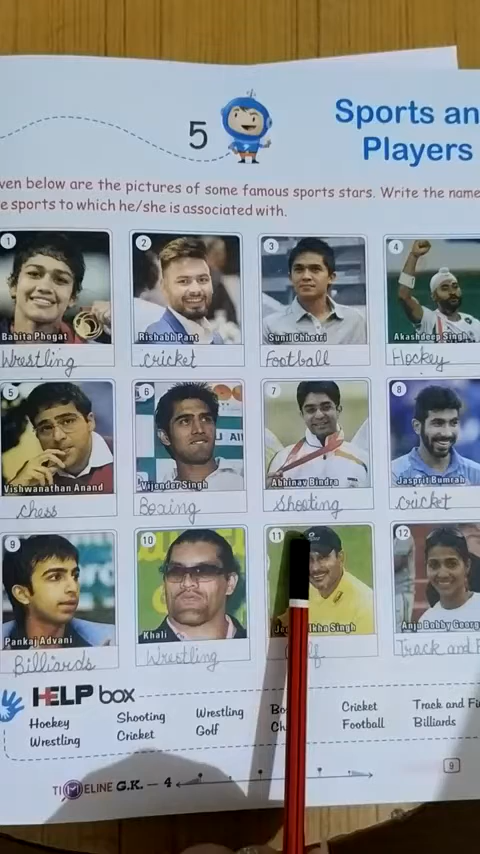 5
Sports an
Players
ven below are the pictures of some famous sports stars. Write the name
e sports to which he/she is associated with.
1 2 3 4
Babita Phogat Rishabh Pant Sunil Chhetri Akashdeep Singh
Wrestling cricket Football Hockey
5 6 7 8
Vishwanathan Anand Vijender Singh Abhinav Bindra Jasprit Bumrah
Chess Boxing Shooting cricket
9 10 11 12
Pankaj Advani Khali Singh Anju Bobby Georg
Billiards Wrestling Track and F
HELP box
Hockey Shooting Wrestling Bo Cricket Track and Fi
Wrestling Cricket Golf Ch Football Billiards
9
TIMELINE G.K. — 4